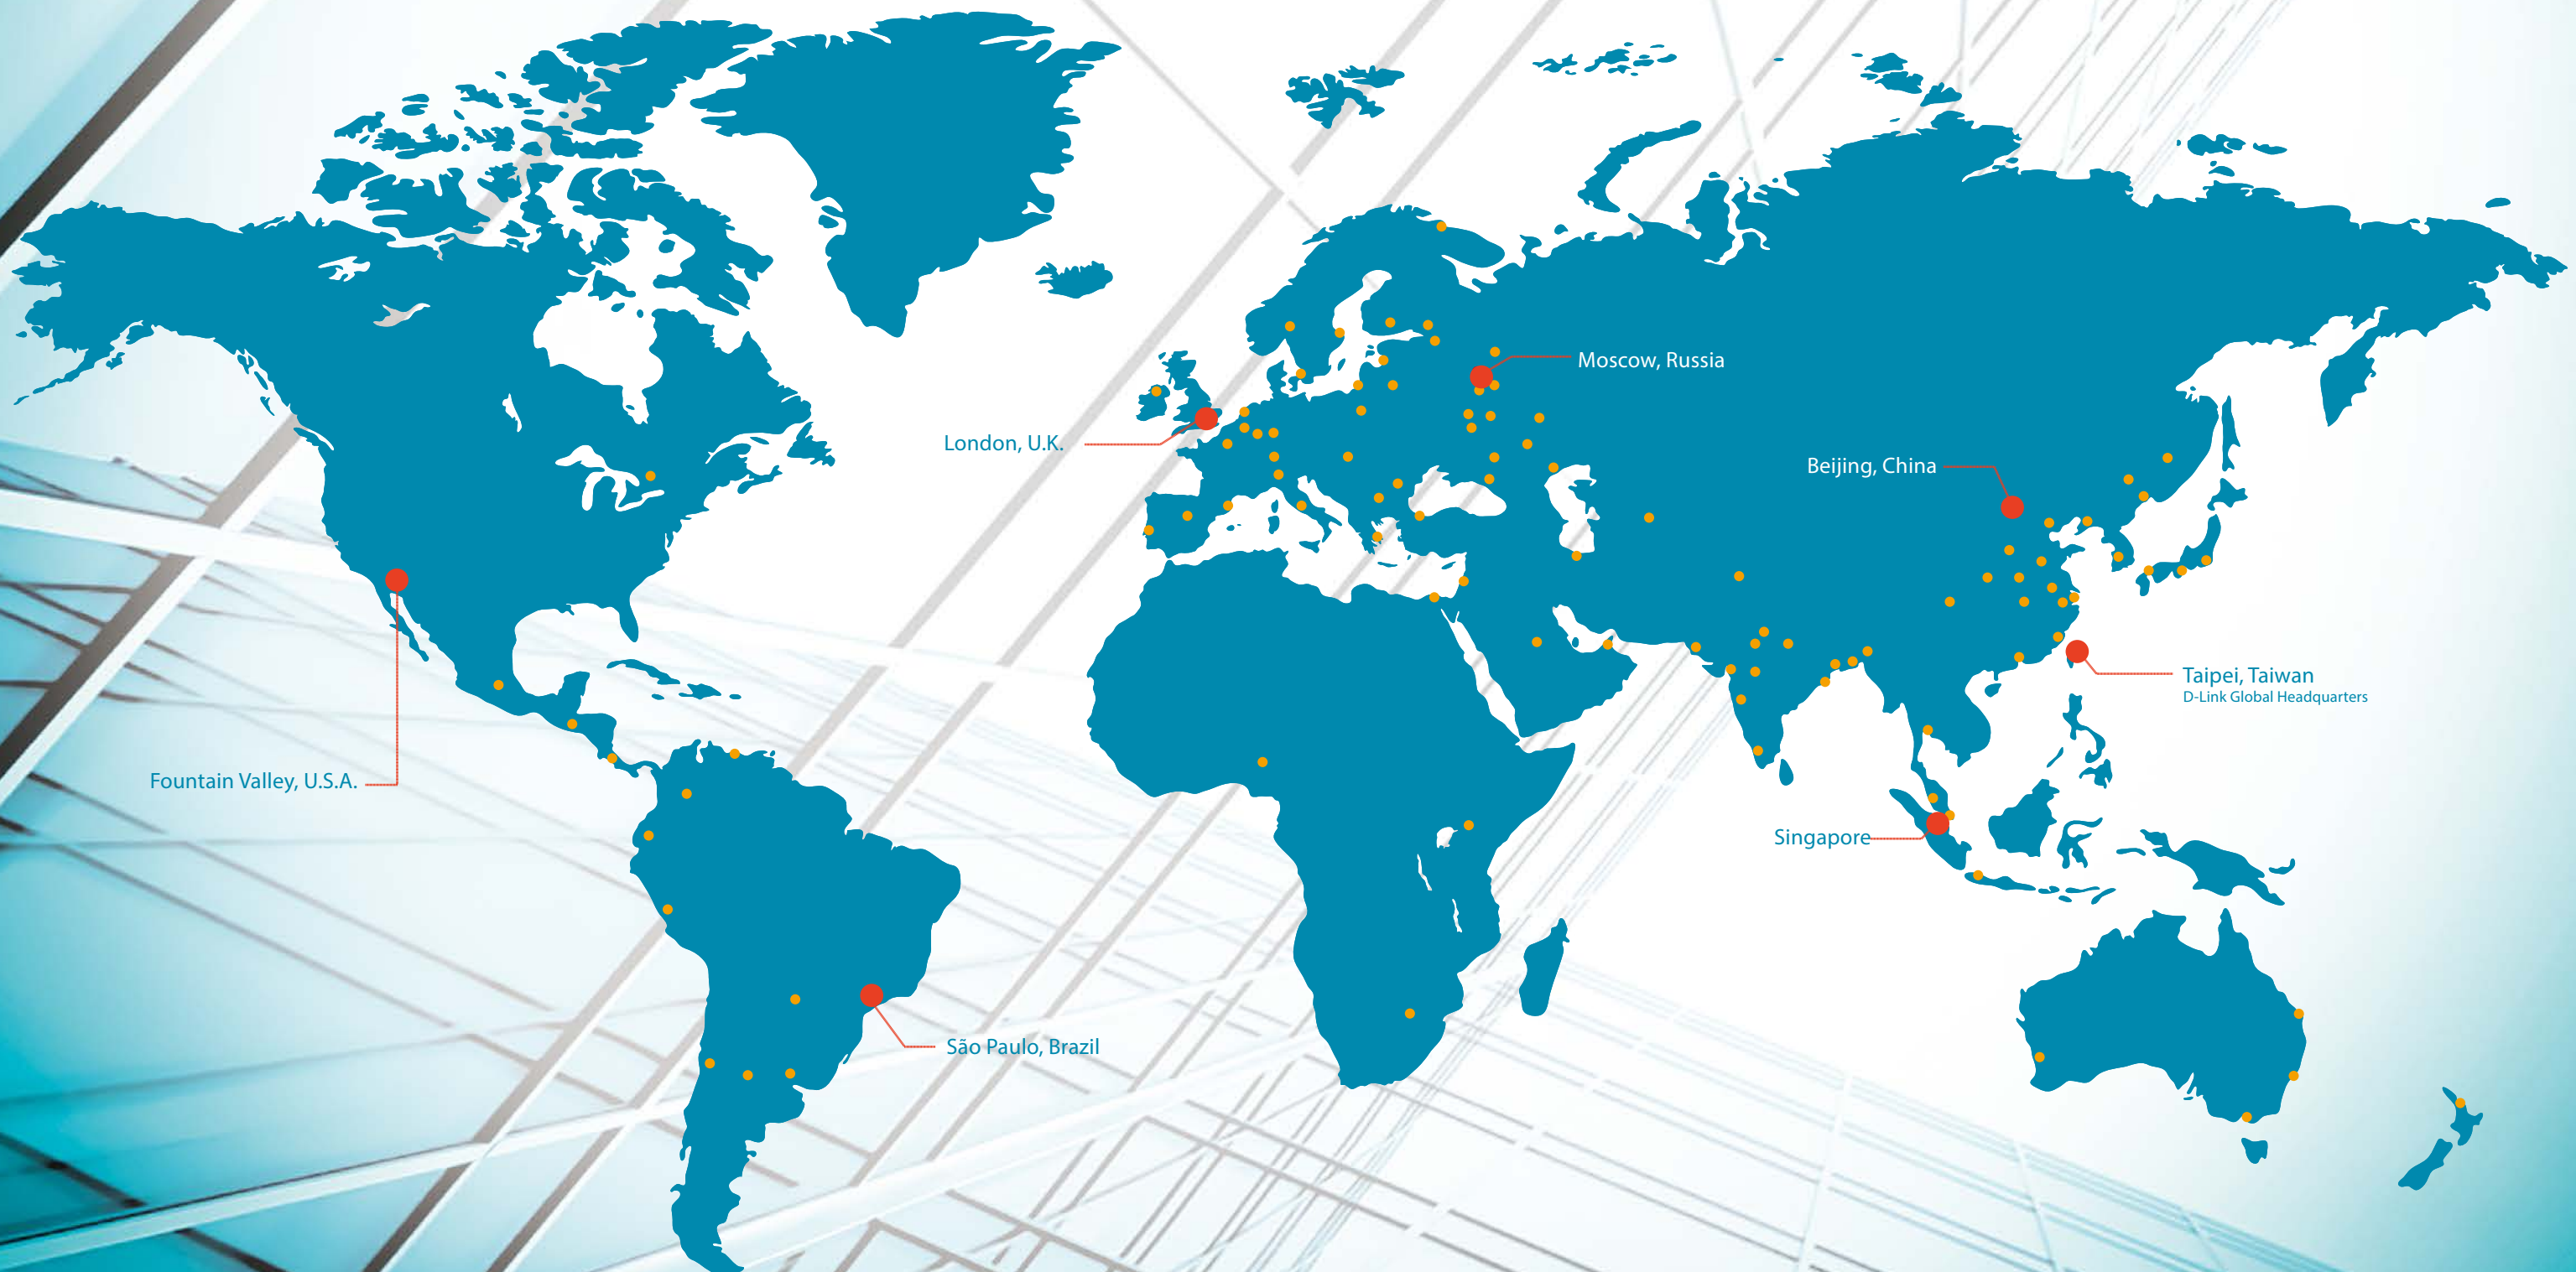 Moscow, Russia
London, U.K.
Beijing, China
Taipei, Taiwan
D-Link Global Headquarters
Fountain Valley, U.S.A.
Singapore
São Paulo, Brazil